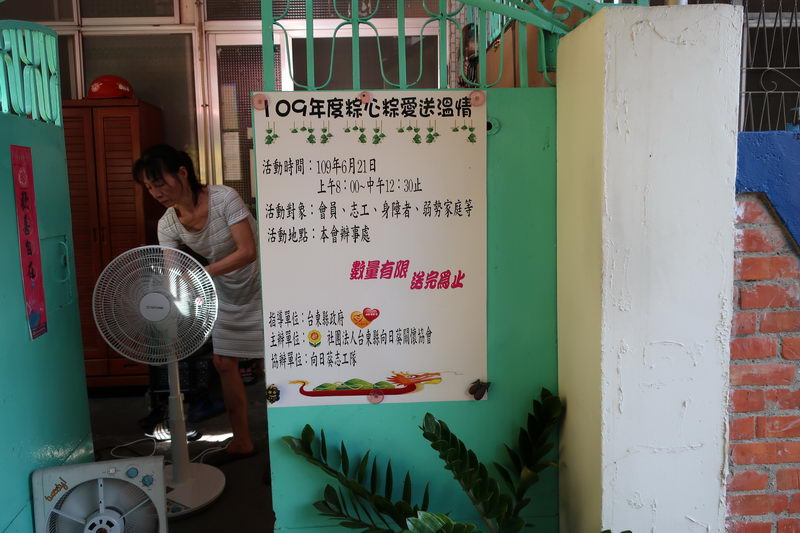 109年度粽心粽愛送溫情
活動時間：109年6月21日
上午8：00~中午12：30止
活動對象：會員、志工、身障者、弱勢家庭等
活動地點：本會辦事處
數量有限
送完為止
指導單位：台東縣政府
主辦單位： 社團法人台東縣向日葵關懷協會
協辦單位：向日葵志工隊